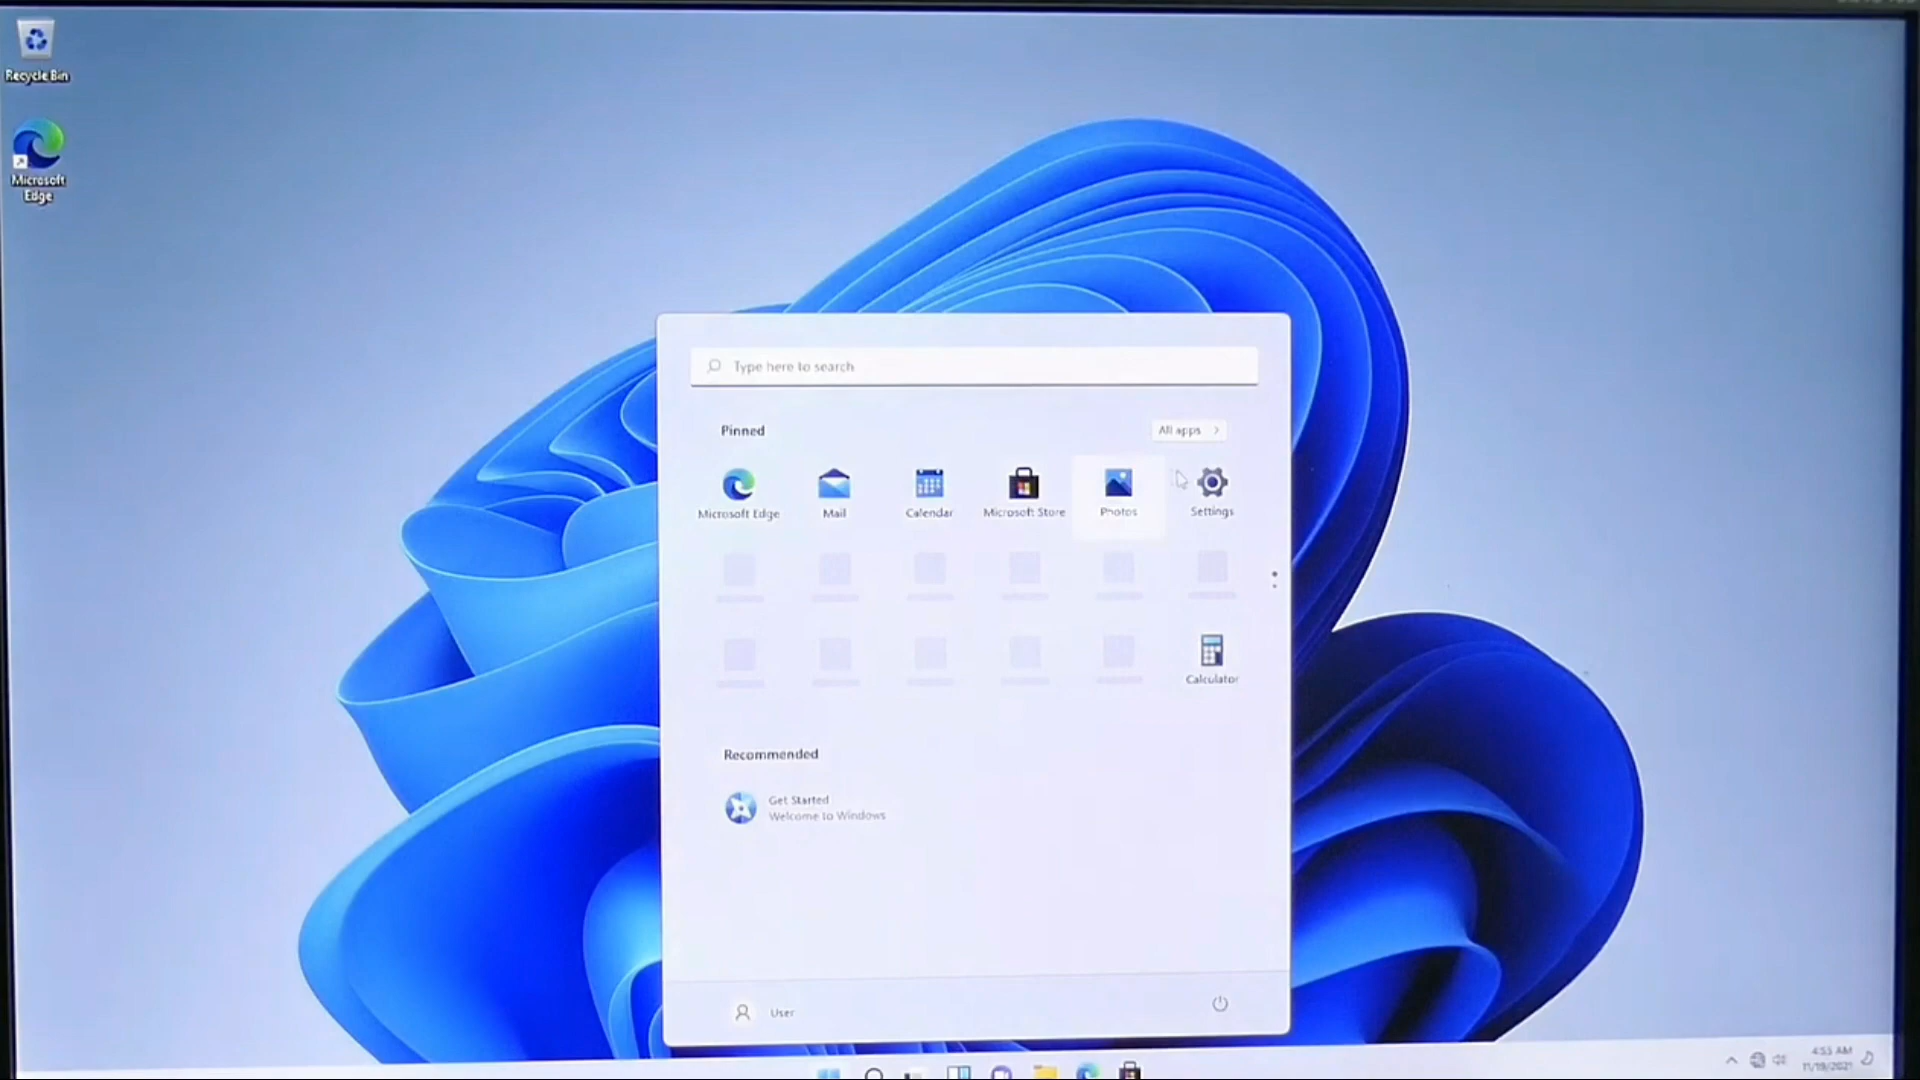 Recycle Bin
Microsoft
Edge
Type here to search
Pinned
All apps
Microsoft Edge
Mail
Calendar
Microsoft Store
Photos
Settings
Calculator
Recommended
Get Started
Welcome to Windows
User
4:53 AM
11/19/2021